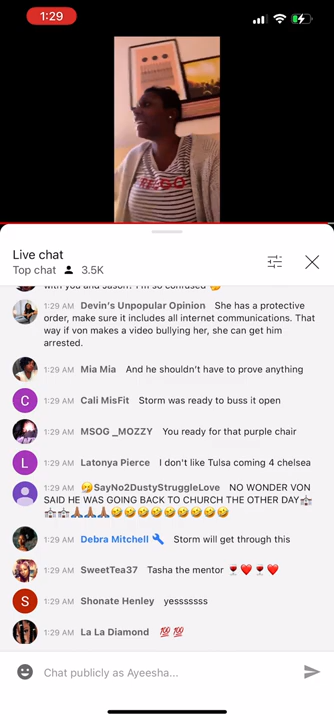 1:29
Live chat
Top chat 3.5K
with you and Jason? I'm so confused 🤔
1:29 AM Devin's Unpopular Opinion She has a protective
order, make sure it includes all internet communications. That
way if von makes a video bullying her, she can get him
arrested.
1:29 AM Mia Mia And he shouldn't have to prove anything
C 1:29 AM Cali MisFit Storm was ready to buss it open
1:29 AM MSOG _MOZZY You ready for that purple chair
L 1:29 AM Latonya Pierce I don't like Tulsa coming 4 chelsea
1:29 AM 🤔SayNo2DustyStruggleLove NO WONDER VON
SAID HE WAS GOING BACK TO CHURCH THE OTHER DAY⛪
⛪⛪🙏🏾🙏🏾🙏🏾🤣🤣🤣🤣🤣🤣🤣🤣🤣
1:29 AM Debra Mitchell 🔧 Storm will get through this
1:29 AM SweetTea37 Tasha the mentor 🍷❤️🍷❤️
S 1:29 AM Shonate Henley yesssssss
1:29 AM La La Diamond 💯 💯
Chat publicly as Ayeesha...